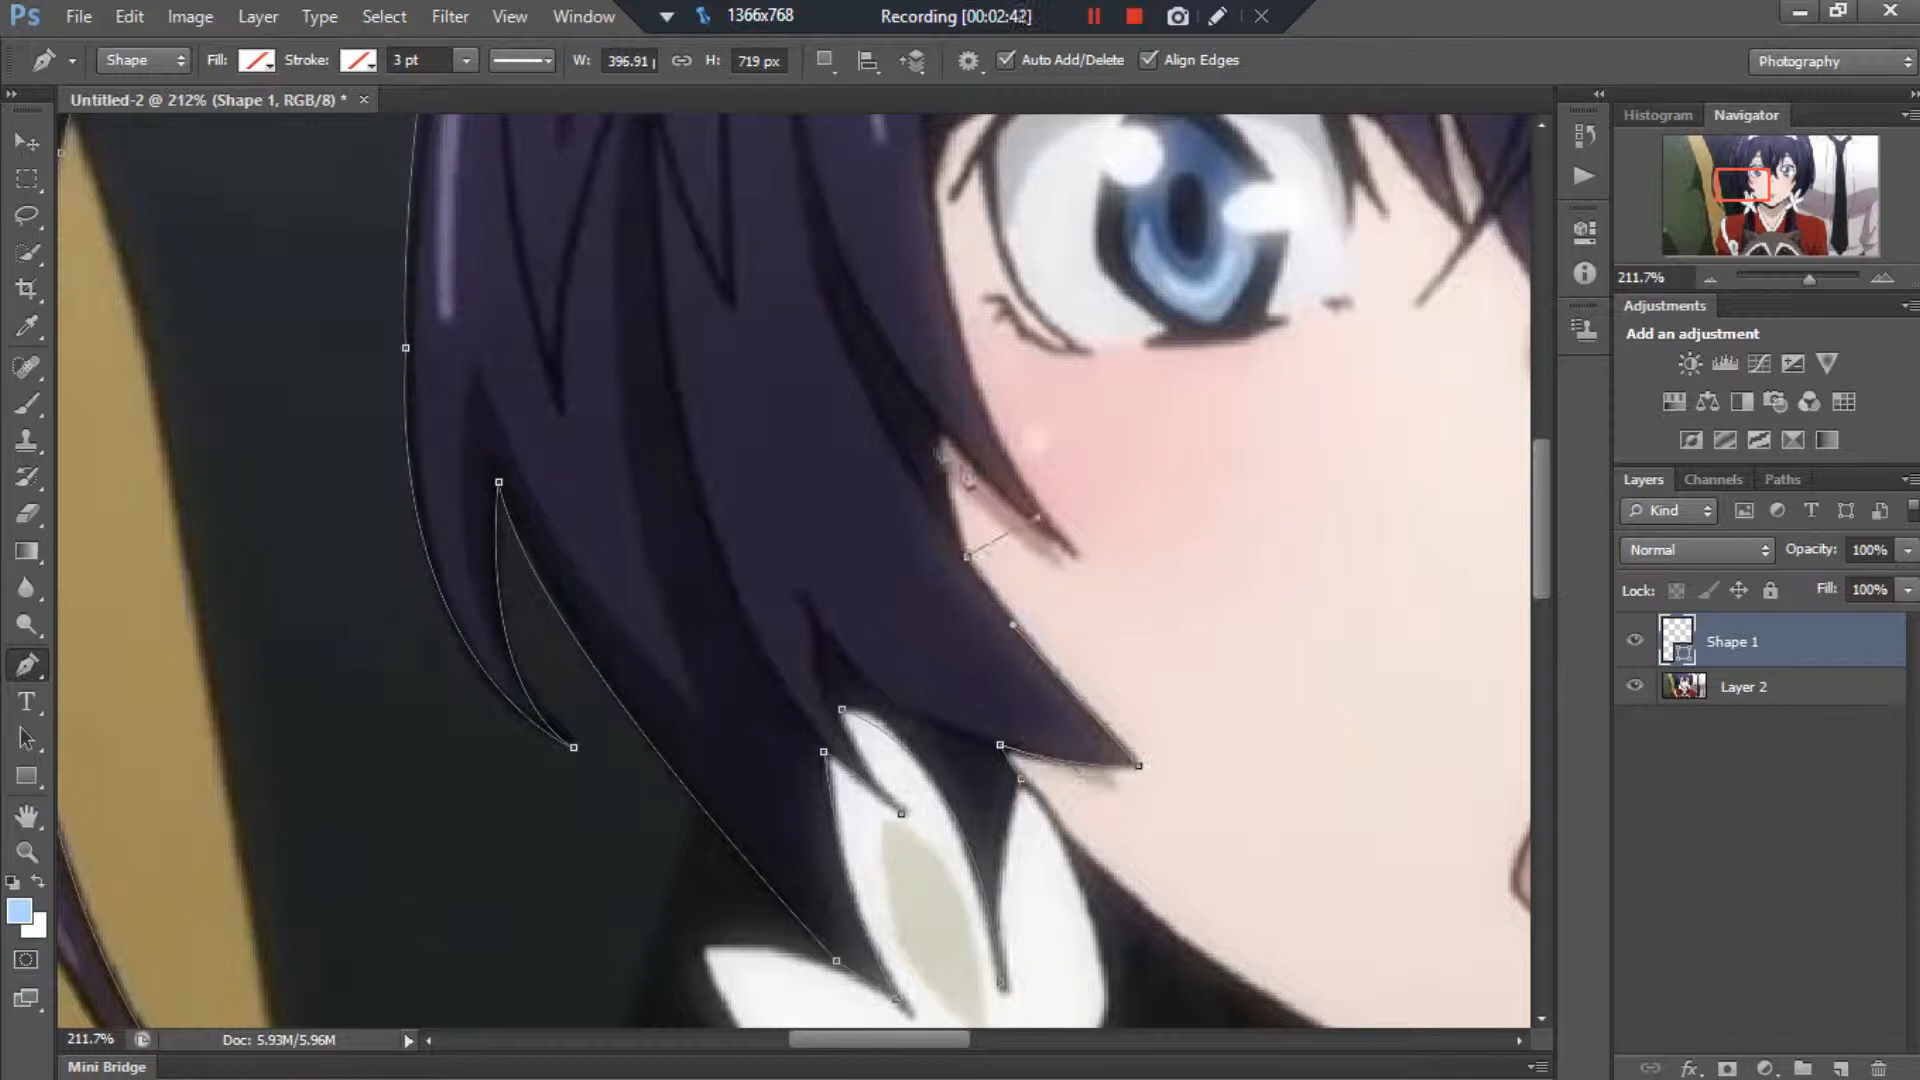 Ps File Edit Image Layer Type Select Filter View Window 1366x768 Recording [00:02:42]
Shape Fill: Stroke: 3 pt W: 396.91 H: 719 px Auto Add/Delete Align Edges Photography
Untitled-2 @ 212% (Shape 1, RGB/8) *
Histogram Navigator
211.7%
Adjustments
Add an adjustment
Layers Channels Paths
Kind
Normal Opacity: 100%
Lock: Fill: 100%
Shape 1
Layer 2
211.7% Doc: 5.93M/5.96M
Mini Bridge